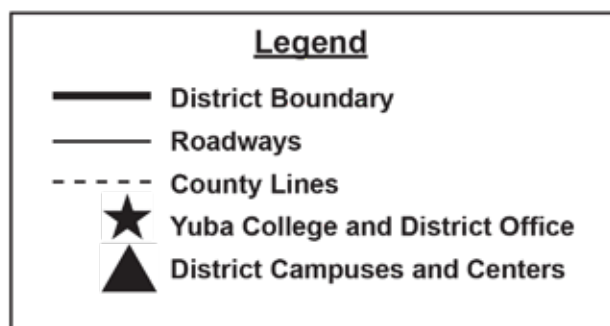 Legend
District Boundary
Roadways
County Lines
Yuba College and District Office
District Campuses and Centers